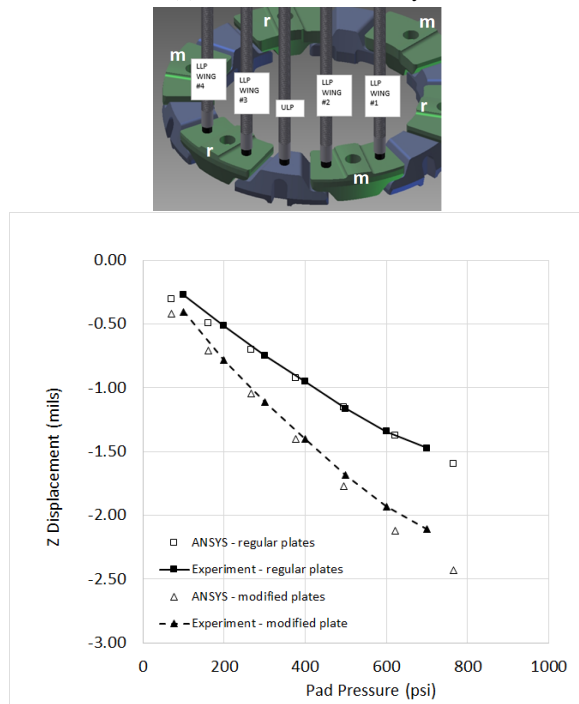 r
m
m
LLP
WING
#4
LLP
WING
#3
ULP
LLP
WING
#2
LLP
WING
#1
r
r
m
0.00
-0.50
-1.00
-1.50
-2.00
-2.50
-3.00
Z Displacement (mils)
ANSYS - regular plates
Experiment - regular plates
ANSYS - modified plates
Experiment - modified plate
0 200 400 600 800 1000
Pad Pressure (psi)